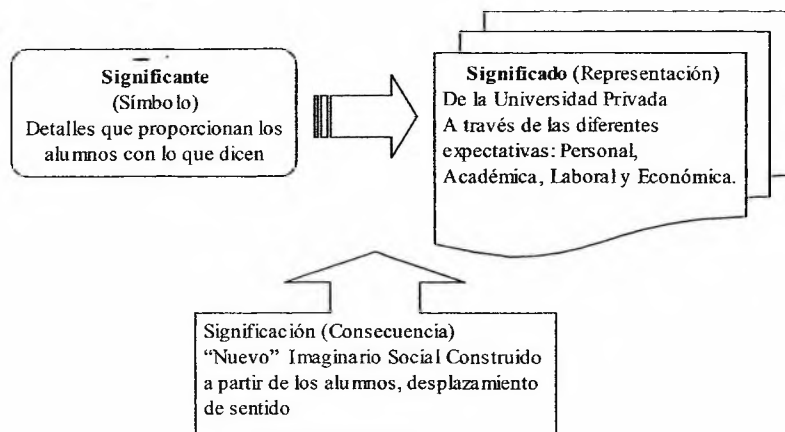 Significante
(Símbolo)
Detalles que proporcionan los
alumnos con lo que dicen
Significado (Representación)
De la Universidad Privada
A través de las diferentes
expectativas: Personal,
Académica, Laboral y Económica.
Significación (Consecuencia)
“Nuevo” Imaginario Social Construido
a partir de los alumnos, desplazamiento
de sentido